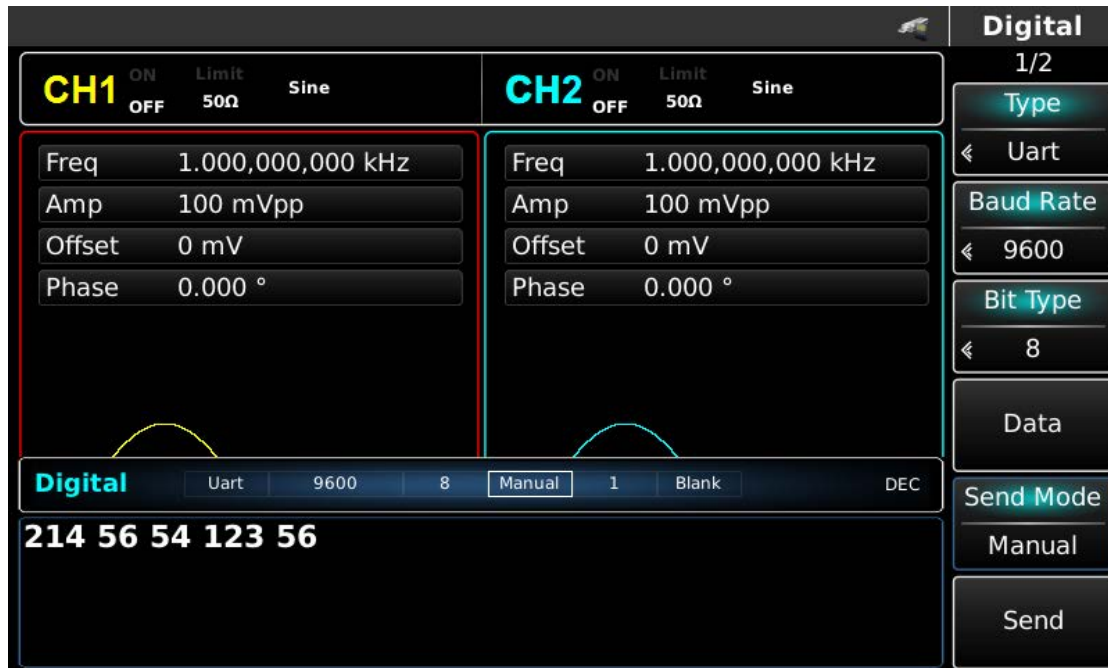 Digital
1/2
CH1 ON OFF Limit 50Ω Sine
CH2 ON OFF Limit 50Ω Sine
Freq 1.000,000,000 kHz
Amp 100 mVpp
Offset 0 mV
Phase 0.000 °
Freq 1.000,000,000 kHz
Amp 100 mVpp
Offset 0 mV
Phase 0.000 °
Digital Uart 9600 8 Manual 1 Blank DEC
214 56 54 123 56
Type
Uart
Baud Rate
9600
Bit Type
8
Data
Send Mode
Manual
Send